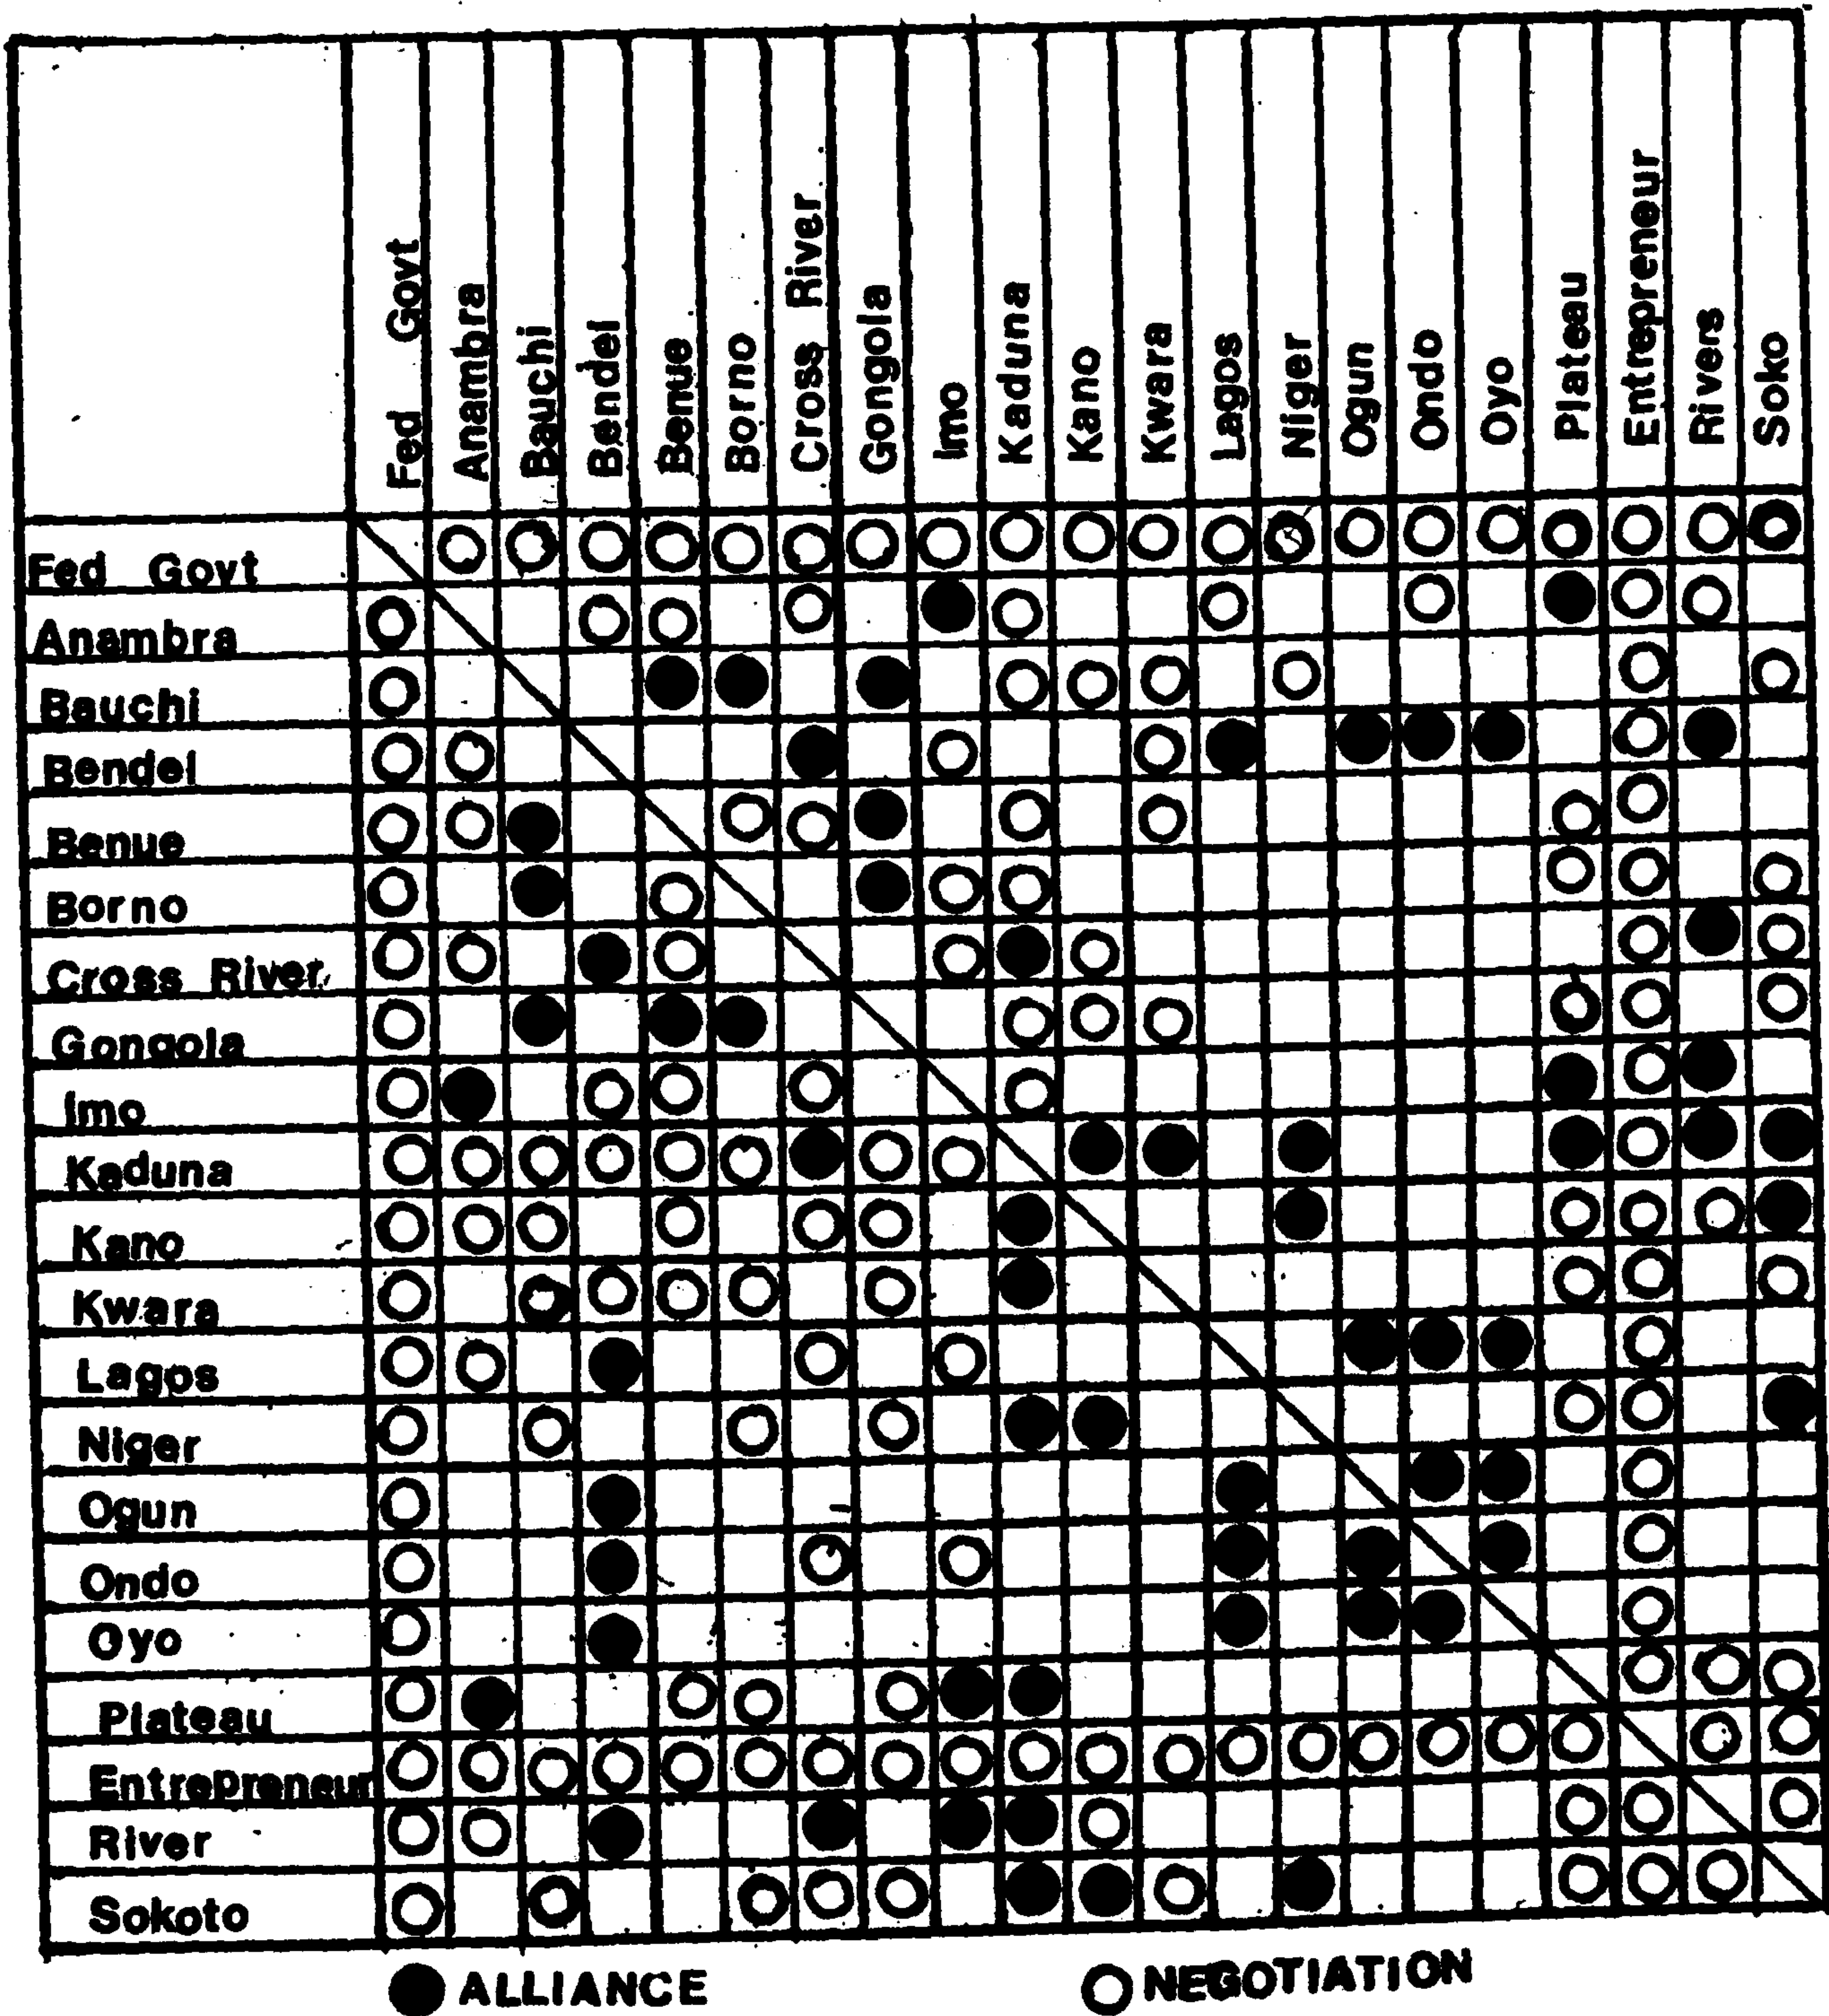 Fed Govt
Anambra
Bauchi
Bendel
Benue
Borno
Cross River
Gongola
Imo
Kaduna
Kano
Kwara
Lagos
Niger
Ogun
Ondo
Oyo
Plateau
Entrepreneur
Rivers
Soko
Fed Govt
Anambra
Bauchi
Bendel
Benue
Borno
Cross River
Gongola
Imo
Kaduna
Kano
Kwara
Lagos
Niger
Ogun
Ondo
Oyo
Plateau
Entrepreneur
River
Sokoto
ALLIANCE
NEGOTIATION